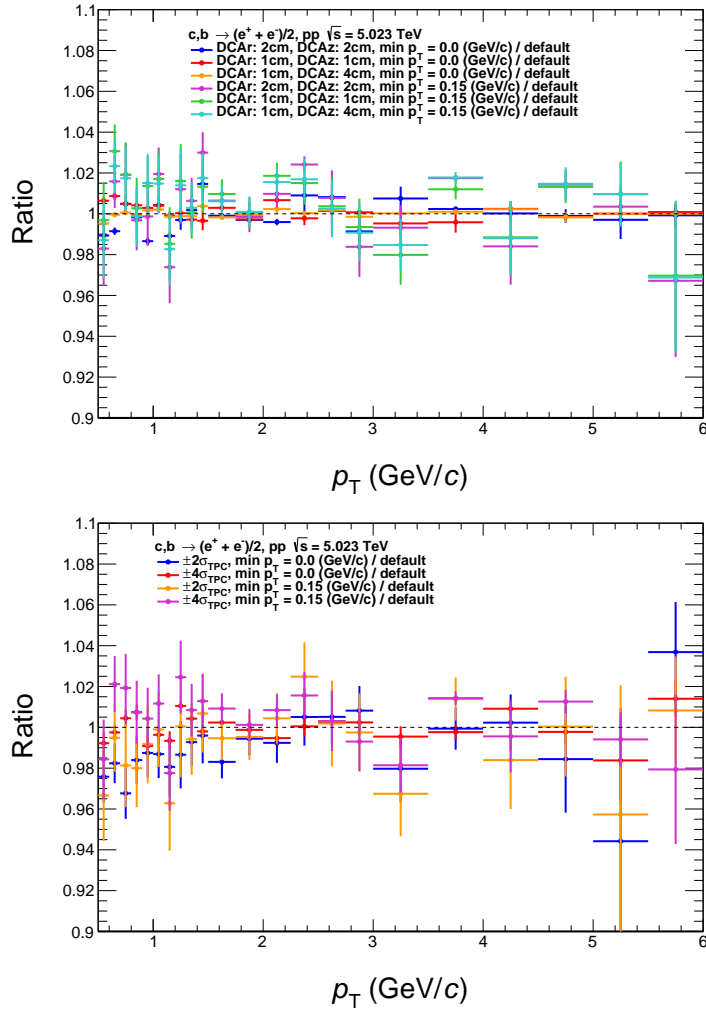 1.1
1.08
1.06
1.04
1.02
1
0.98
0.96
0.94
0.92
0.9
Ratio
c,b → (e⁺ + e⁻)/2, pp √s = 5.023 TeV
DCAr: 2cm, DCAz: 2cm, min p_T = 0.0 (GeV/c) / default
DCAr: 1cm, DCAz: 1cm, min p_T = 0.0 (GeV/c) / default
DCAr: 1cm, DCAz: 4cm, min p_T = 0.0 (GeV/c) / default
DCAr: 2cm, DCAz: 2cm, min p_T = 0.15 (GeV/c) / default
DCAr: 1cm, DCAz: 1cm, min p_T = 0.15 (GeV/c) / default
DCAr: 1cm, DCAz: 4cm, min p_T = 0.15 (GeV/c) / default
1 2 3 4 5 6
p_T (GeV/c)
1.1
1.08
1.06
1.04
1.02
1
0.98
0.96
0.94
0.92
0.9
Ratio
c,b → (e⁺ + e⁻)/2, pp √s = 5.023 TeV
±2σ_TPC, min p_T = 0.0 (GeV/c) / default
±4σ_TPC, min p_T = 0.0 (GeV/c) / default
±2σ_TPC, min p_T = 0.15 (GeV/c) / default
±4σ_TPC, min p_T = 0.15 (GeV/c) / default
1 2 3 4 5 6
p_T (GeV/c)